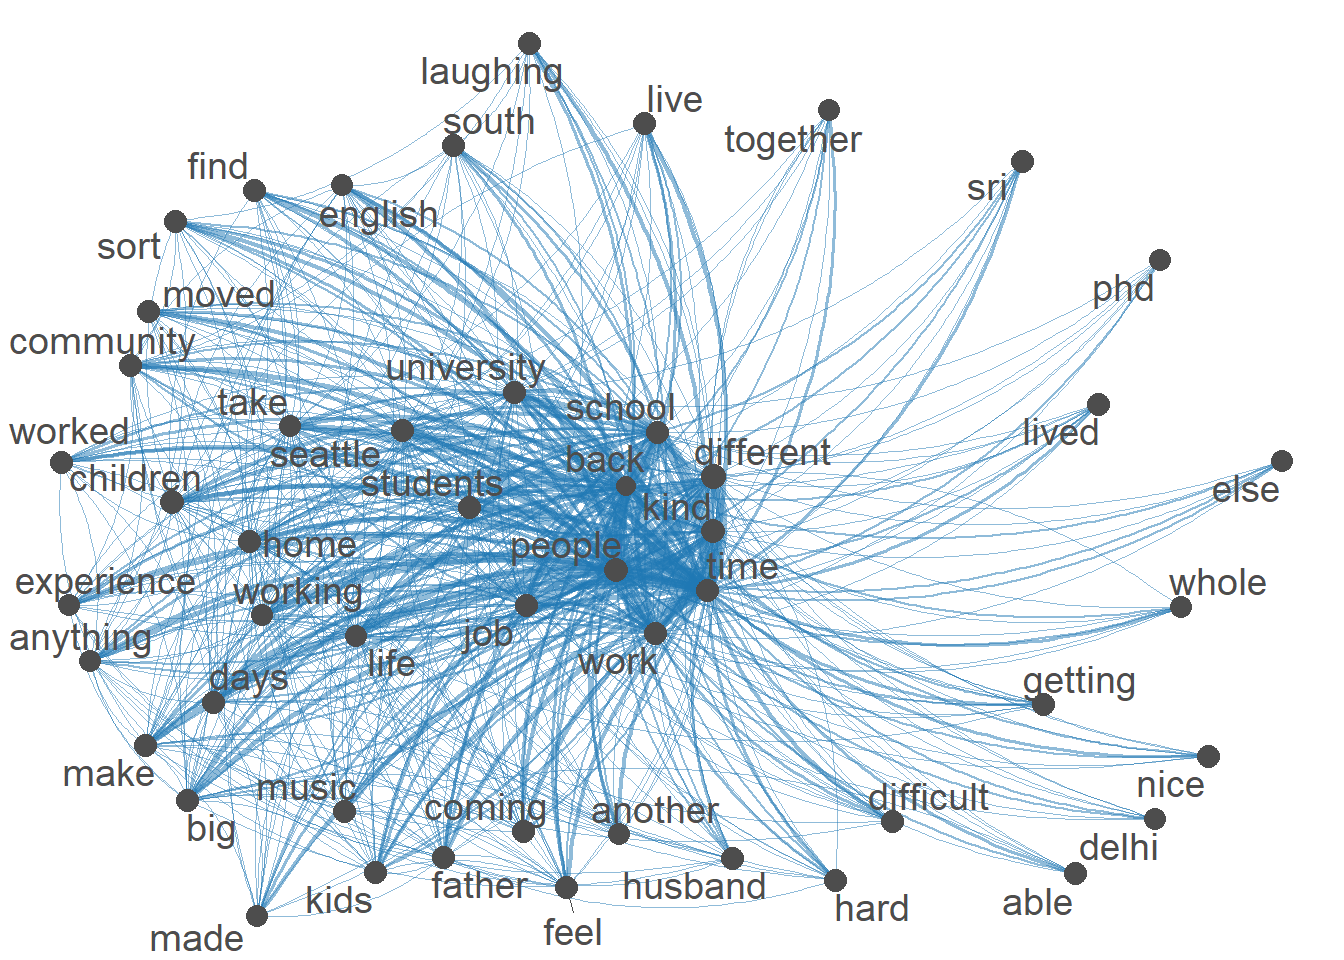 laughing
live
south
together
find
sri
english
sort
phd
moved
community
university
take
school
lived
worked
seattle
back
different
children
students
else
kind
home
people
time
experience
working
whole
anything
job
life
work
days
getting
make
music
coming
another
difficult
nice
big
delhi
kids
father
husband
able
hard
made
feel